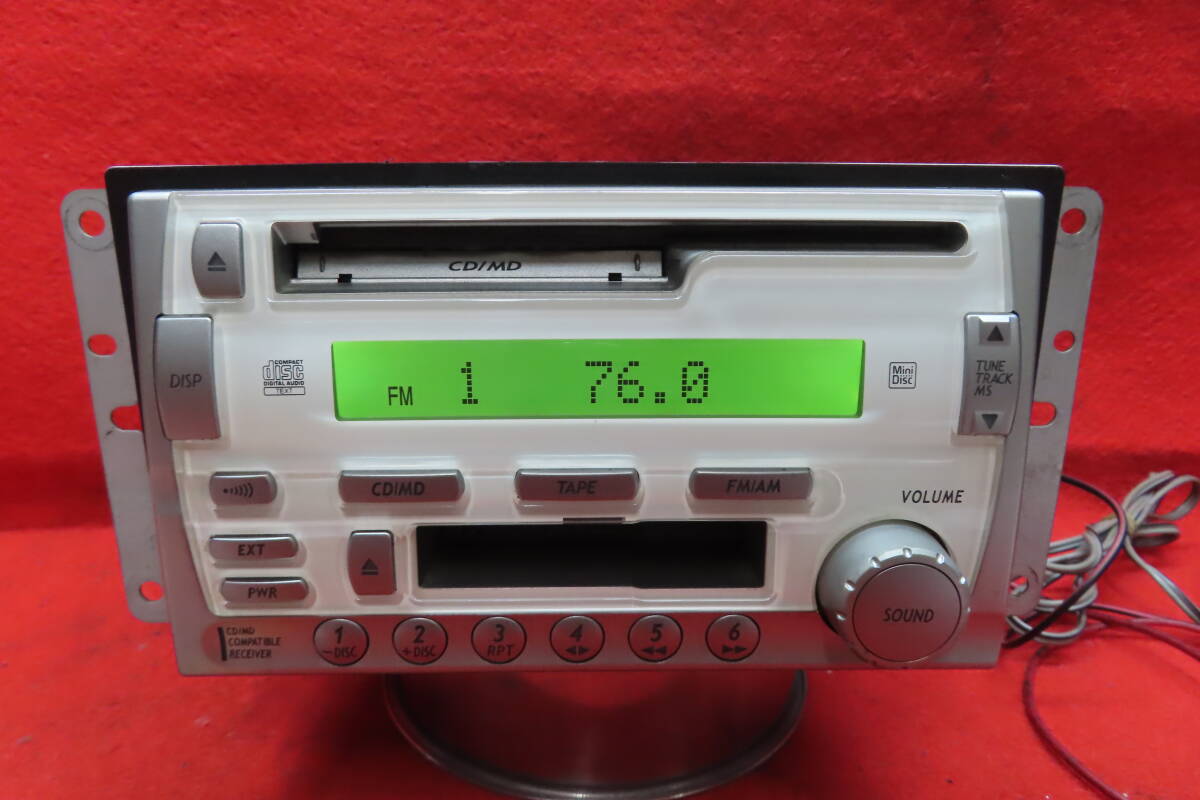 CD/MD
DISP
COMPACT
disc
DIGITAL AUDIO
TEXT
FM 1 76.0
Mini
Disc
TUNE
TRACK
MS
CD/MD
TAPE
FM/AM
VOLUME
EXT
PWR
SOUND
CD/MD
COMPATIBLE
RECEIVER
1
−DISC
2
+DISC
3
RPT
4
5
6